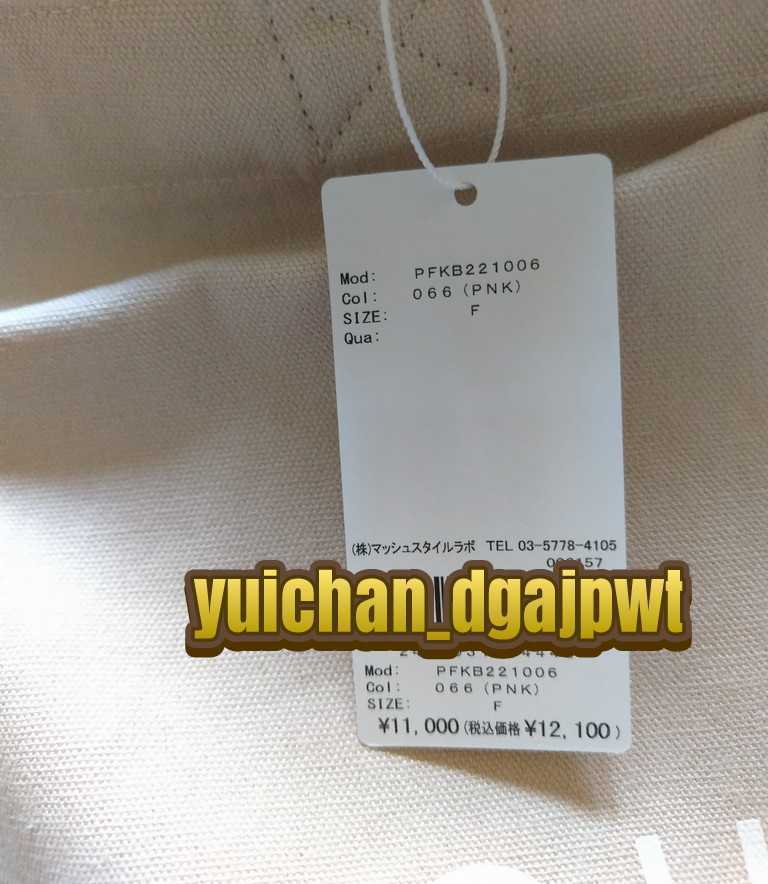 Mod: PFKB221006
Col: 066 (PNK)
SIZE: F
Qua:
(株)マッシュスタイルラボ TEL 03-5778-4105
yuichan_dgajpwt
Mod: PFKB221006
Col: 066 (PNK)
SIZE: F
¥11,000 (税込価格 ¥12,100)